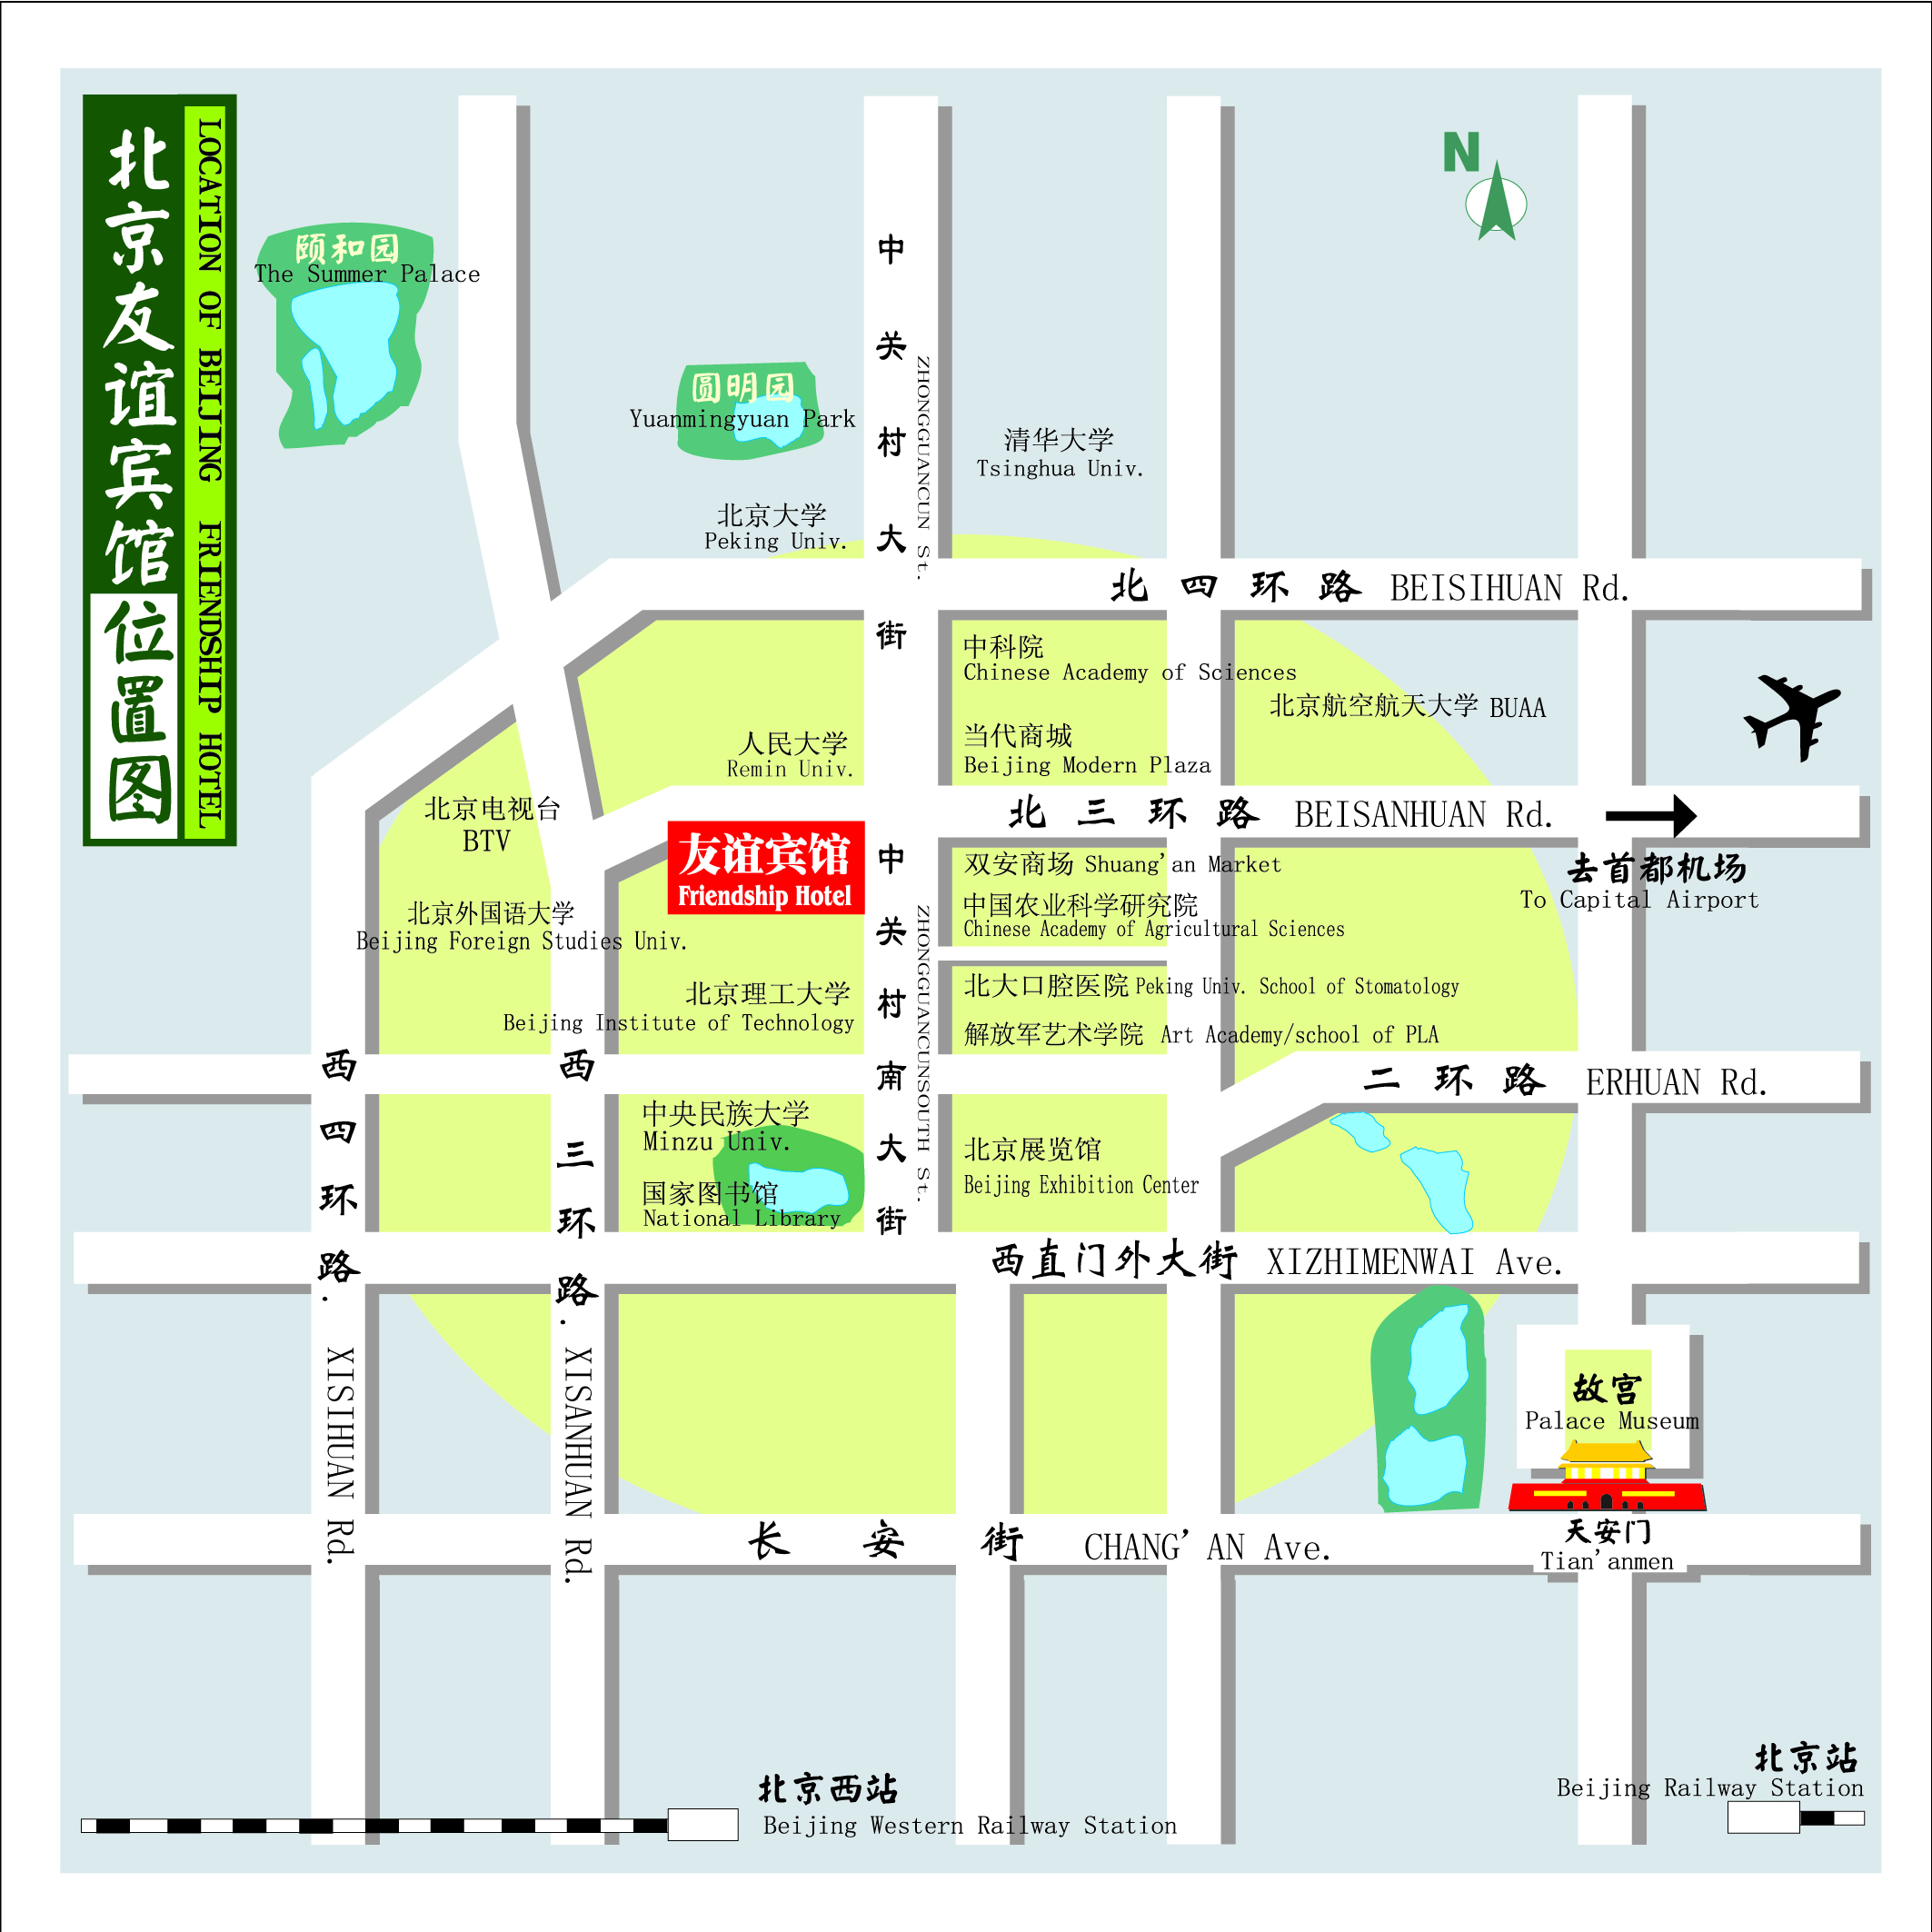 北京友谊宾馆位置图
LOCATION OF BEIJING FRIENDSHIP HOTEL
N
颐和园
The Summer Palace
圆明园
Yuanmingyuan Park
中关村大街
ZHONGGUANCUN St.
清华大学
Tsinghua Univ.
北京大学
Peking Univ.
北四环路 BEISIHUAN Rd.
中科院
Chinese Academy of Sciences
北京航空航天大学 BUAA
人民大学
Remin Univ.
当代商城
Beijing Modern Plaza
北三环路 BEISANHUAN Rd.
去首都机场
To Capital Airport
北京电视台
BTV
友谊宾馆
Friendship Hotel
双安商场 Shuang'an Market
中国农业科学研究院
Chinese Academy of Agricultural Sciences
北京外国语大学
Beijing Foreign Studies Univ.
中关村南大街
ZHONGGUANCUNSOUTH St.
北京理工大学
Beijing Institute of Technology
北大口腔医院 Peking Univ. School of Stomatology
解放军艺术学院 Art Academy/school of PLA
二环路 ERHUAN Rd.
西四环路. XISIHUAN Rd.
西三环路. XISANHUAN Rd.
中央民族大学
Minzu Univ.
国家图书馆
National Library
北京展览馆
Beijing Exhibition Center
西直门外大街 XIZHIMENWAI Ave.
故宫
Palace Museum
长安街 CHANG'AN Ave.
天安门
Tian'anmen
北京西站
Beijing Western Railway Station
北京站
Beijing Railway Station